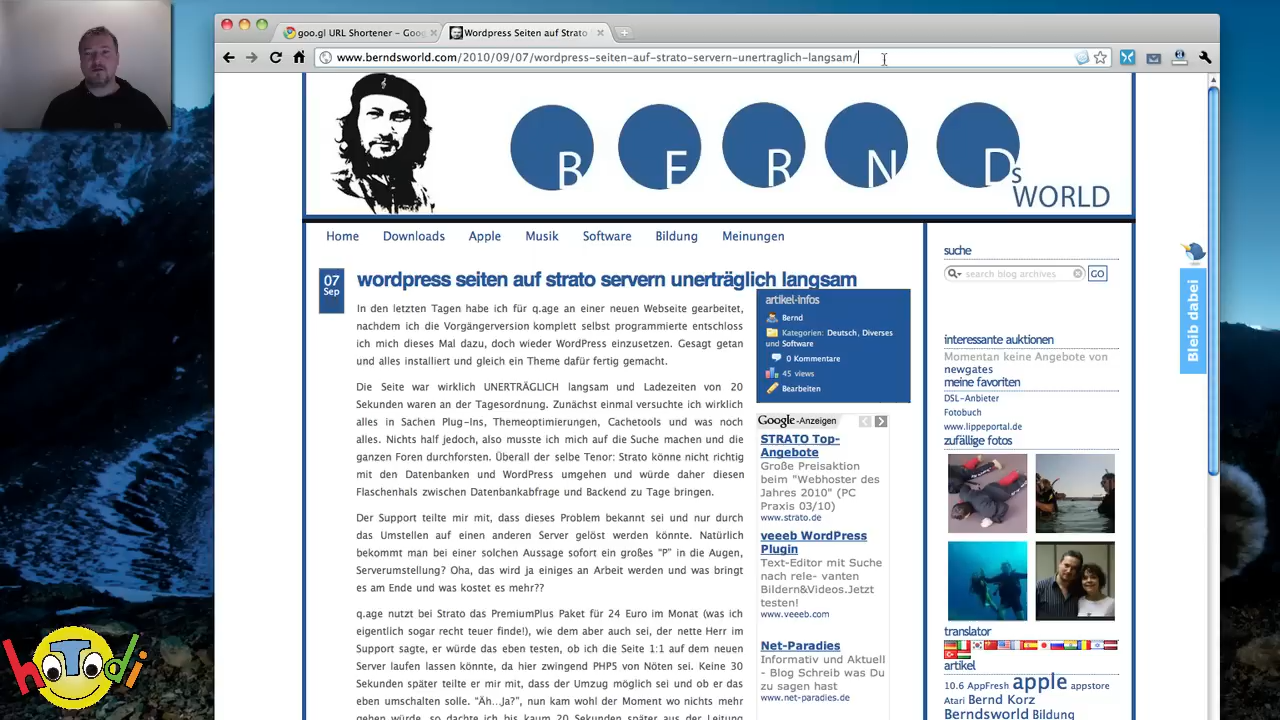 goo.gl URL Shortener – Goo
Wordpress Seiten auf Strato
www.berndsworld.com/2010/09/07/wordpress-seiten-auf-strato-servern-unertraglich-langsam/
BERNDs
WORLD
Home Downloads Apple Musik Software Bildung Meinungen
07
Sep
wordpress seiten auf strato servern unerträglich langsam
In den letzten Tagen habe ich für q.age an einer neuen Webseite gearbeitet,
nachdem ich die Vorgängerversion komplett selbst programmierte entschloss
ich mich dieses Mal dazu, doch wieder WordPress einzusetzen. Gesagt getan
und alles installiert und gleich ein Theme dafür fertig gemacht.
Die Seite war wirklich UNERTRÄGLICH langsam und Ladezeiten von 20
Sekunden waren an der Tagesordnung. Zunächst einmal versuchte ich wirklich
alles in Sachen Plug-Ins, Themeoptimierungen, Cachetools und was noch
alles. Nichts half jedoch, also musste ich mich auf die Suche machen und die
ganzen Foren durchforsten. Überall der selbe Tenor: Strato könne nicht richtig
mit den Datenbanken und WordPress umgehen und würde daher diesen
Flaschenhals zwischen Datenbankabfrage und Backend zu Tage bringen.
Der Support teilte mir mit, dass dieses Problem bekannt sei und nur durch
das Umstellen auf einen anderen Server gelöst werden könnte. Natürlich
bekommt man bei einer solchen Aussage sofort ein großes "P" in die Augen,
Serverumstellung? Oha, das wird ja einiges an Arbeit werden und was bringt
es am Ende und was kostet es mehr??
q.age nutzt bei Strato das PremiumPlus Paket für 24 Euro im Monat (was ich
eigentlich sogar recht teuer finde!), wie dem aber auch sei, der nette Herr im
Support sagte, er würde das eben testen, ob ich die Seite 1:1 auf dem neuen
Server laufen lassen könnte, da hier zwingend PHP5 von Nöten sei. Keine 30
Sekunden später teilte er mir mit, dass der Umzug möglich sei und ob er das
eben umschalten solle. "Äh...Ja?", nun kam wohl der Moment wo nichts mehr
gehen würde, so dachte ich bis kaum 20 Sekunden später aus der Leitung
artikel-infos
Bernd
Kategorien: Deutsch, Diverses
und Software
0 Kommentare
45 views
Bearbeiten
Google-Anzeigen
STRATO Top-
Angebote
Große Preisaktion
beim "Webhoster des
Jahres 2010" (PC
Praxis 03/10)
www.strato.de
veeeb WordPress
Plugin
Text-Editor mit Suche
nach rele- vanten
Bildern&Videos.Jetzt
testen!
www.veeeb.com
Net-Paradies
Informativ und Aktuell
- Blog Schreib was Du
zu sagen hast
www.net-paradies.de
suche
search blog archives GO
interessante auktionen
Momentan keine Angebote von
newgates
meine favoriten
DSL-Anbieter
Fotobuch
www.lippeportal.de
zufällige fotos
translator
artikel
10.6 AppFresh apple appstore
Atari Bernd Korz
Berndsworld Bildung
Bleib dabei
hoTodi